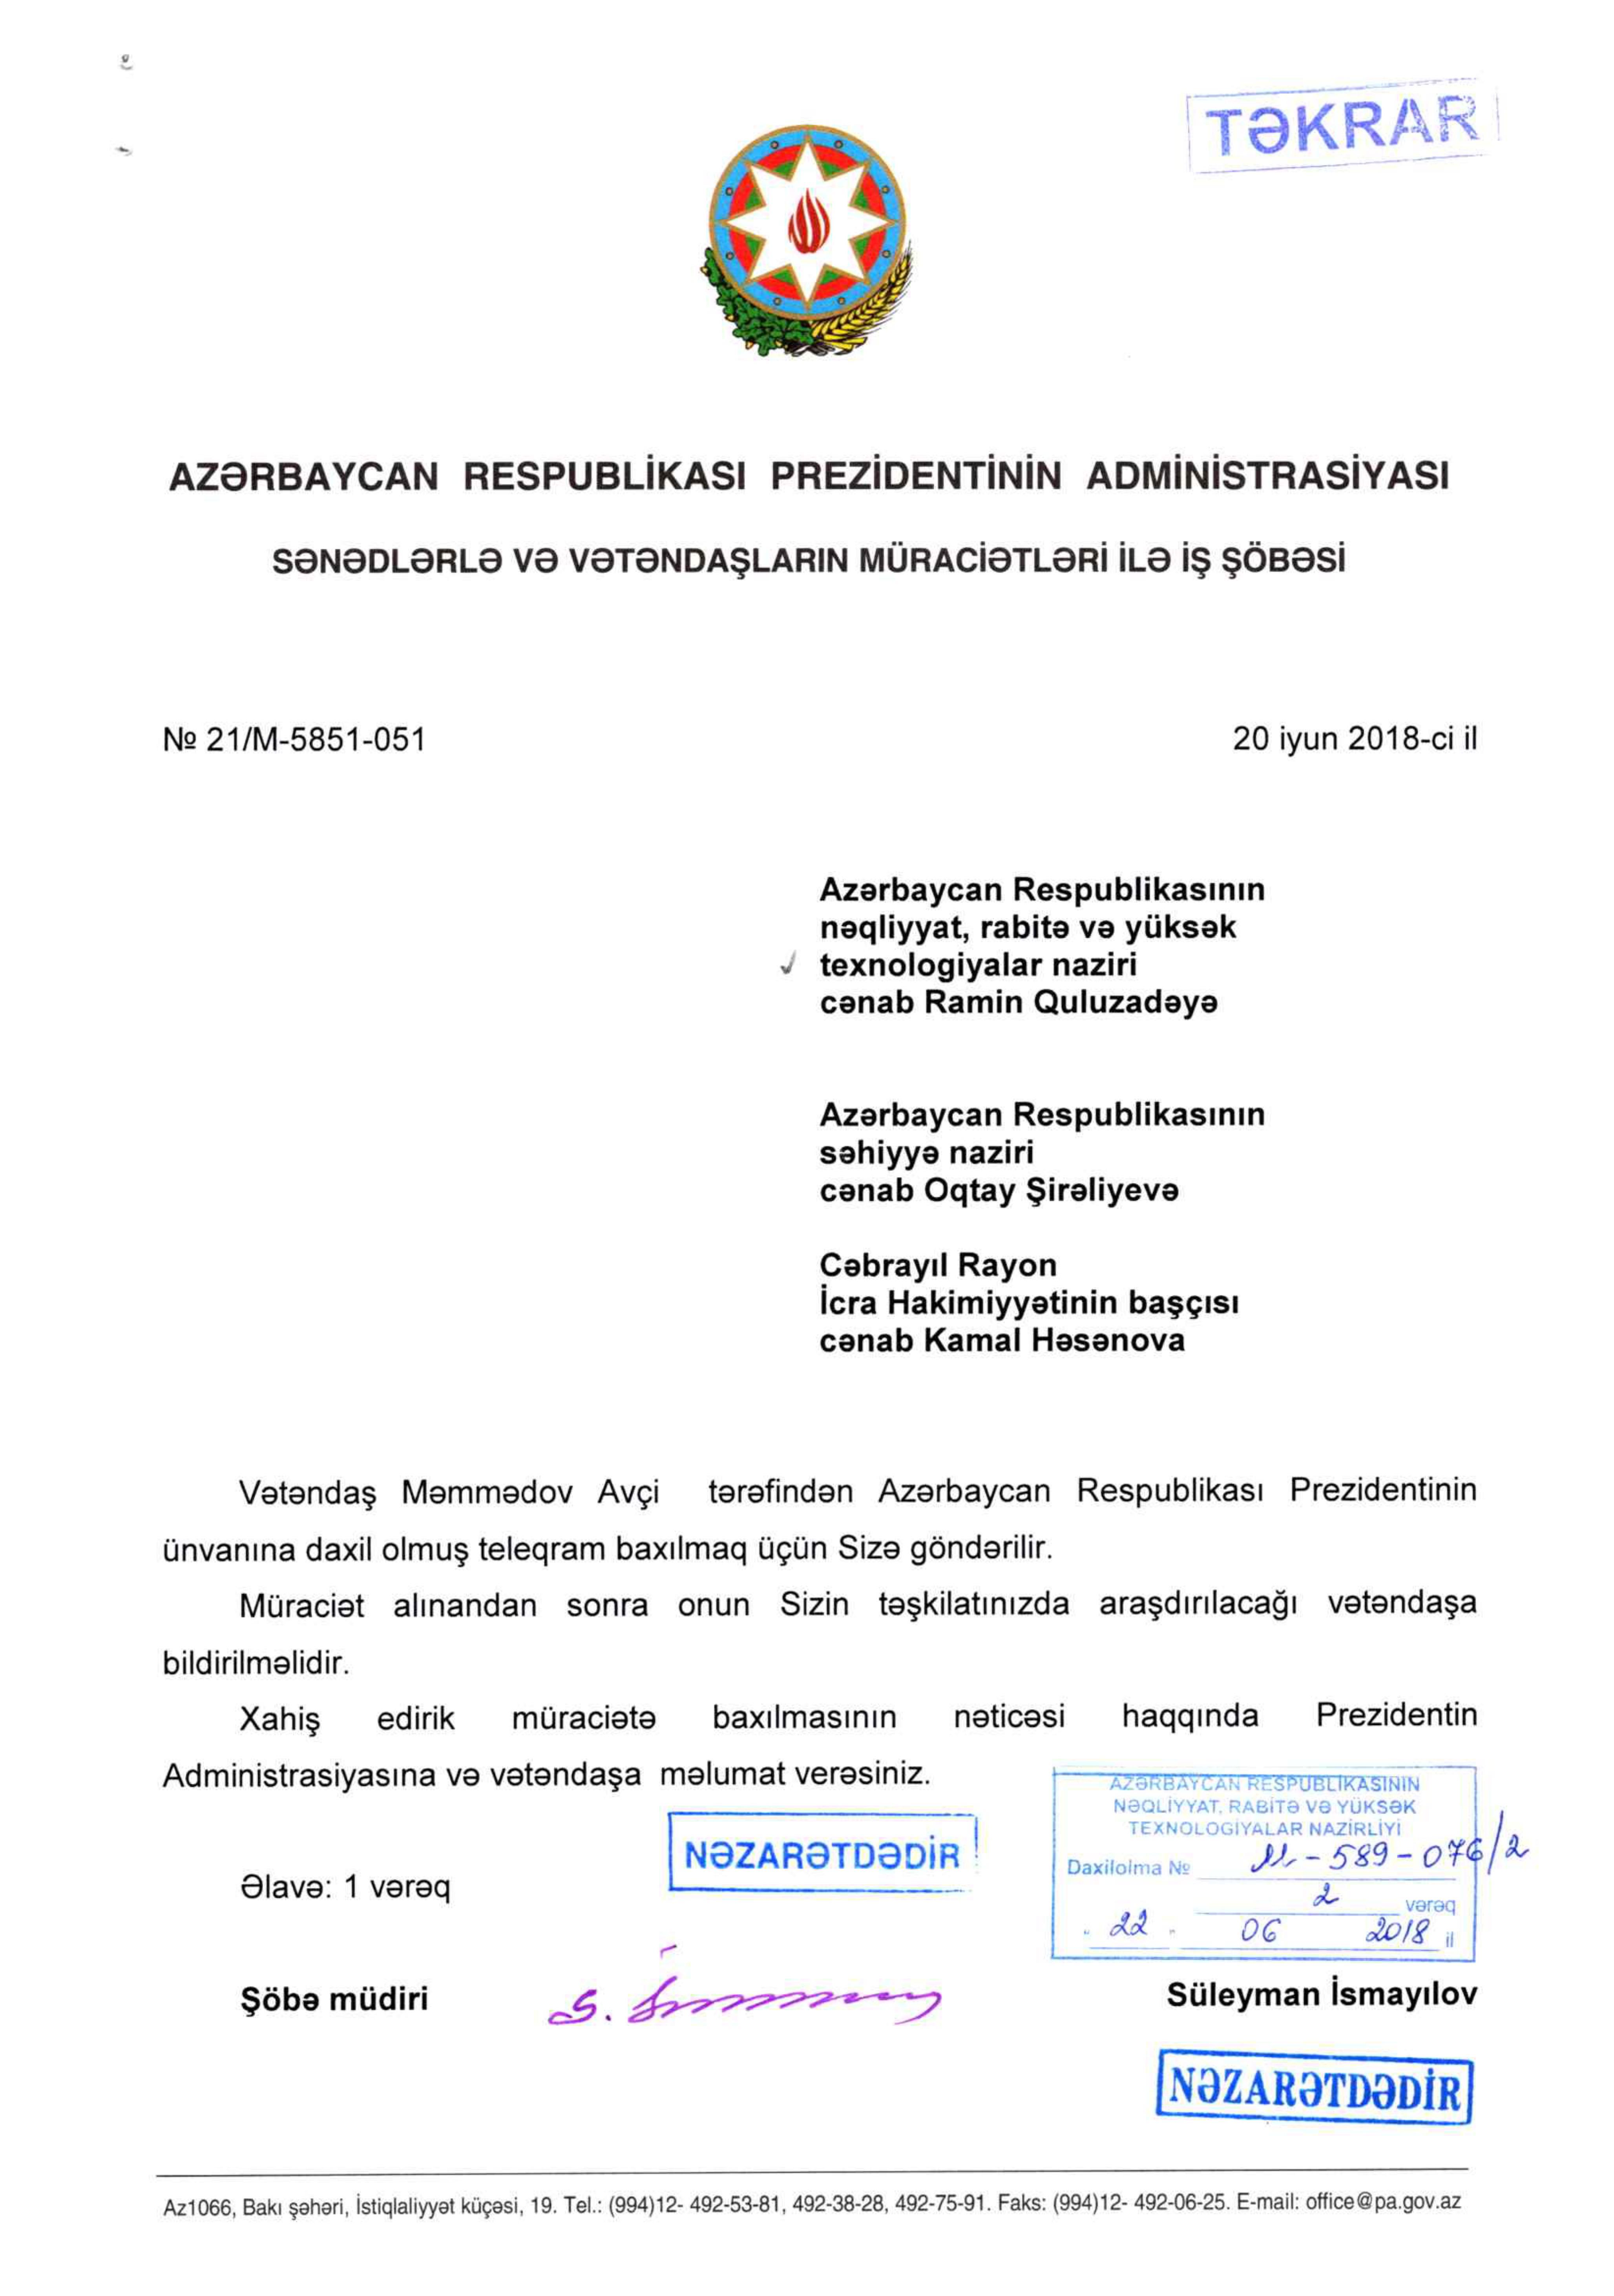 TƏKRAR
AZƏRBAYCAN RESPUBLİKASI PREZİDENTİNİN ADMİNİSTRASİYASI
SƏNƏDLƏRLƏ VƏ VƏTƏNDAŞLARIN MÜRACİƏTLƏRİ İLƏ İŞ ŞÖBƏSİ
№ 21/M-5851-051 20 iyun 2018-ci il
Azərbaycan Respublikasının
nəqliyyat, rabitə və yüksək
texnologiyalar naziri
cənab Ramin Quluzadəyə
Azərbaycan Respublikasının
səhiyyə naziri
cənab Oqtay Şirəliyevə
Cəbrayıl Rayon
İcra Hakimiyyətinin başçısı
cənab Kamal Həsənova
Vətəndaş Məmmədov Avçi tərəfindən Azərbaycan Respublikası Prezidentinin
ünvanına daxil olmuş teleqram baxılmaq üçün Sizə göndərilir.
Müraciət alınandan sonra onun Sizin təşkilatınızda araşdırılacağı vətəndaşa
bildirilməlidir.
Xahiş edirik müraciətə baxılmasının nəticəsi haqqında Prezidentin
Administrasiyasına və vətəndaşa məlumat verəsiniz.
AZƏRBAYCAN RESPUBLİKASININ
NƏQLİYYAT, RABİTƏ VƏ YÜKSƏK
TEXNOLOGİYALAR NAZİRLİYİ
Daxilolma № -589-076/2
2 vərəq
" 22 " 06 2018 il
NƏZARƏTDƏDİR
Əlavə: 1 vərəq
Şöbə müdiri Süleyman İsmayılov
NƏZARƏTDƏDİR
Az1066, Bakı şəhəri, İstiqlaliyyət küçəsi, 19. Tel.: (994)12- 492-53-81, 492-38-28, 492-75-91. Faks: (994)12- 492-06-25. E-mail: office@pa.gov.az